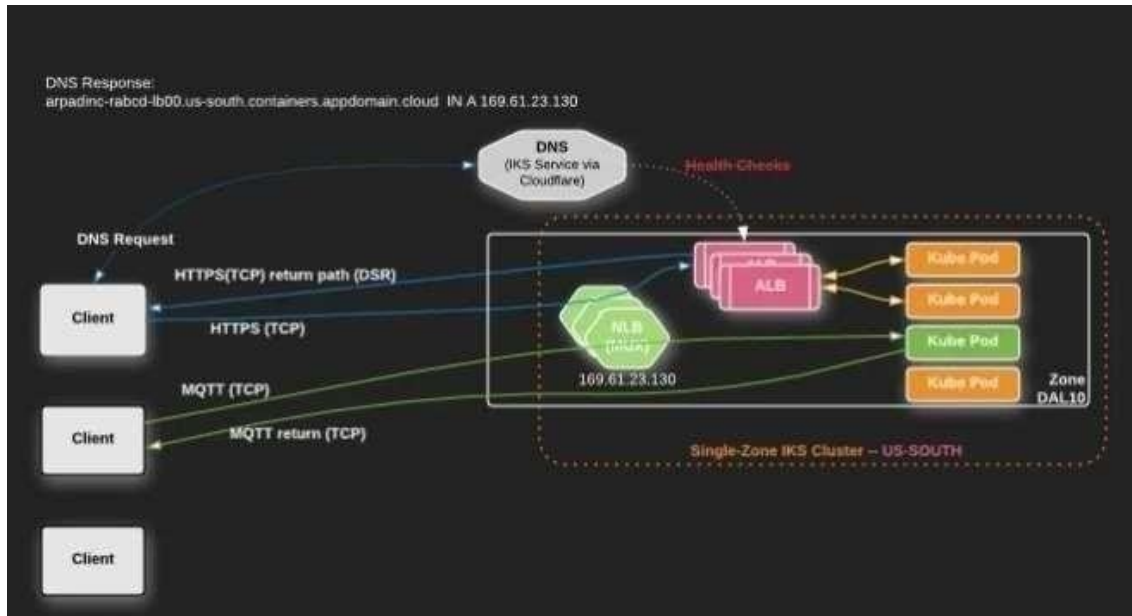 DNS Response:
arpadinc-rabcd-lb00.us-south.containers.appdomain.cloud IN A 169.61.23.130
DNS
(IKS Service via
Cloudflare)
Health Checks
DNS Request
HTTPS(TCP) return path (DSR)
Client
HTTPS (TCP)
ALB
ALB
Kube Pod
Kube Pod
NLB
(MUX)
Kube Pod
169.61.23.130
Kube Pod
Zone
DAL10
MQTT (TCP)
Client
MQTT return (TCP)
Single-Zone IKS Cluster -- US-SOUTH
Client